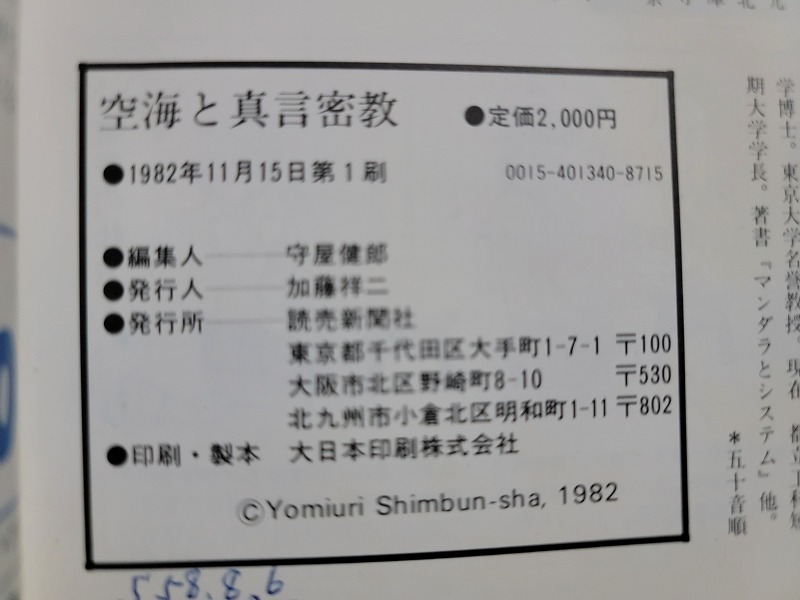 空海と真言密教 ●定価2,000円
●1982年11月15日第1刷 0015-401340-8715
●編集人———守屋健郎
●発行人———加藤祥二
●発行所———読売新聞社
東京都千代田区大手町1-7-1 〒100
大阪市北区野崎町8-10 〒530
北九州市小倉北区明和町1-11 〒802
●印刷・製本 大日本印刷株式会社
©Yomiuri Shimbun-sha, 1982
学博士。東京大学名誉教授。現在
期大学学長。著書『マンダラとシステム』他。
*五十音順
558.8.6